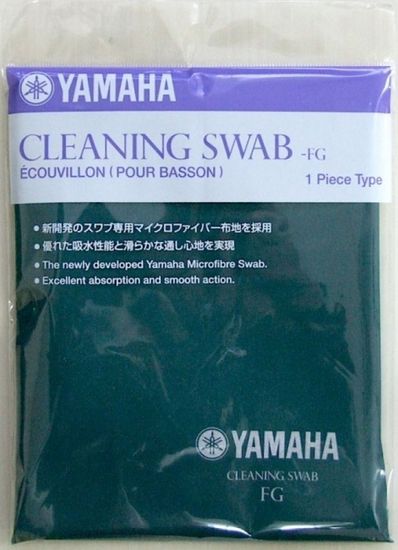 YAMAHA
CLEANING SWAB -FG
ÉCOUVILLON ( POUR BASSON )
1 Piece Type
● 新開発のスワブ専用マイクロファイバー布地を採用
● 優れた吸水性能と滑らかな通し心地を実現
● The newly developed Yamaha Microfibre Swab.
● Excellent absorption and smooth action.
YAMAHA
CLEANING SWAB
FG